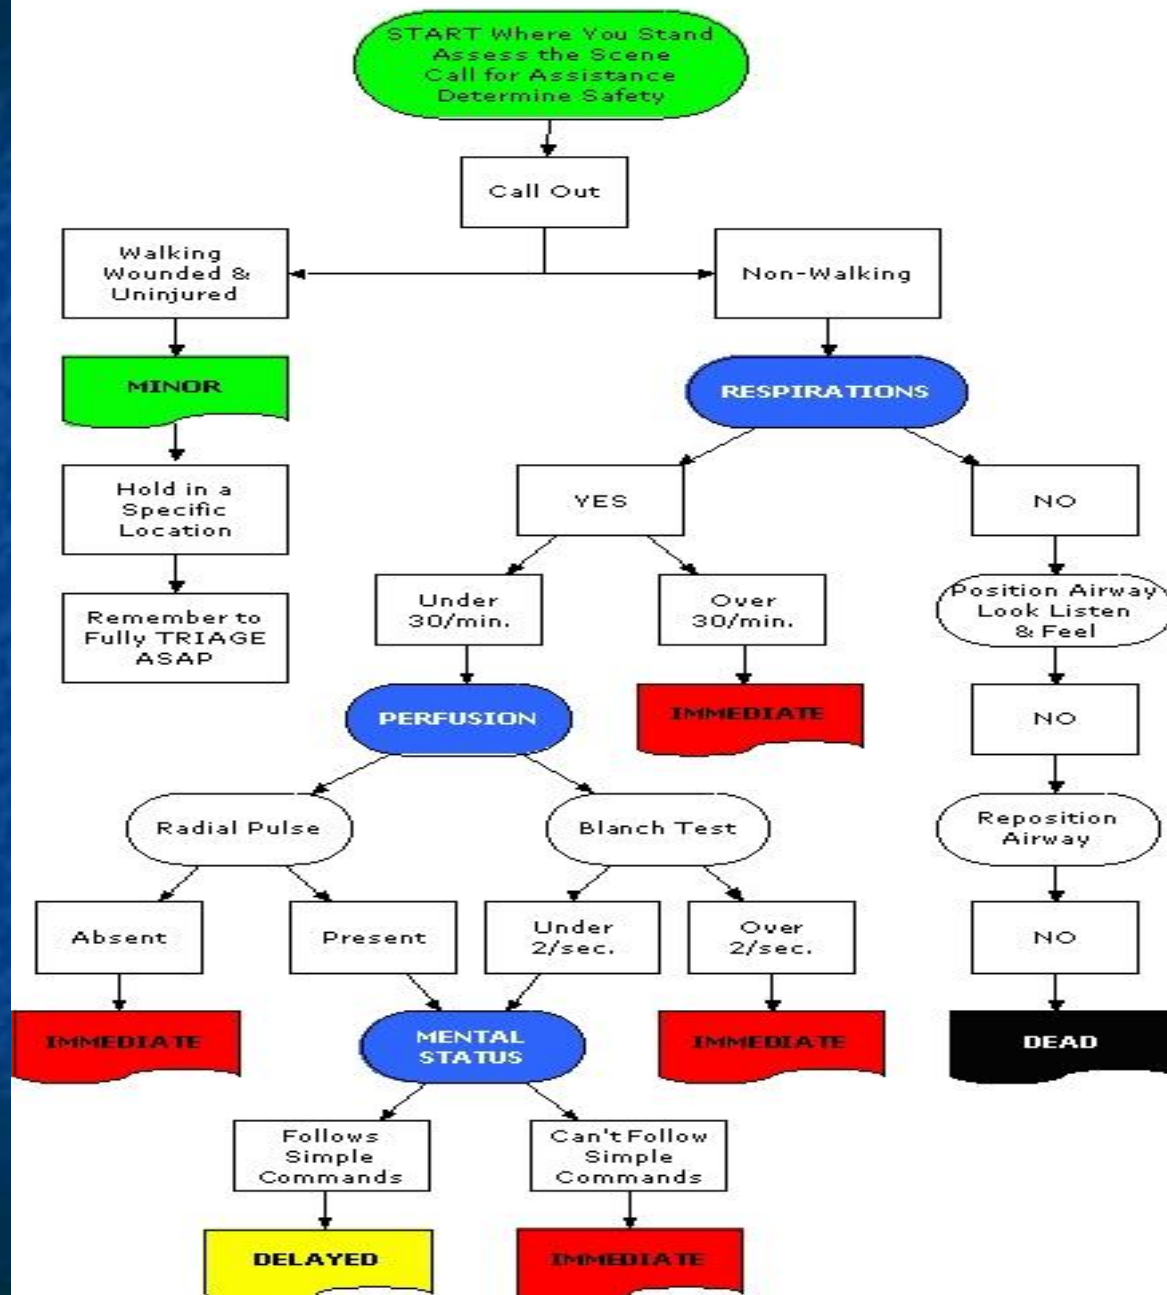 START Where You Stand
Assess the Scene
Call for Assistance
Determine Safety
Call Out
Walking
Wounded &
Uninjured
Non-Walking
MINOR
RESPIRATIONS
Hold in a
Specific
Location
YES
NO
Remember to
Fully TRIAGE
ASAP
Under
30/min.
Over
30/min.
Position Airway
Look Listen
& Feel
PERFUSION
IMMEDIATE
NO
Radial Pulse
Blanch Test
Reposition
Airway
Absent
Present
Under
2/sec.
Over
2/sec.
NO
IMMEDIATE
MENTAL
STATUS
IMMEDIATE
DEAD
Follows
Simple
Commands
Can't Follow
Simple
Commands
DELAYED
IMMEDIATE